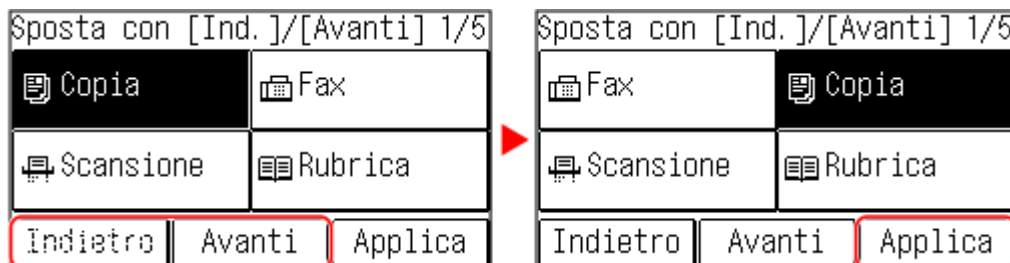 Sposta con [Ind.]/[Avanti] 1/5
Copia Fax
Scansione Rubrica
Indietro Avanti Applica
Sposta con [Ind.]/[Avanti] 1/5
Fax Copia
Scansione Rubrica
Indietro Avanti Applica